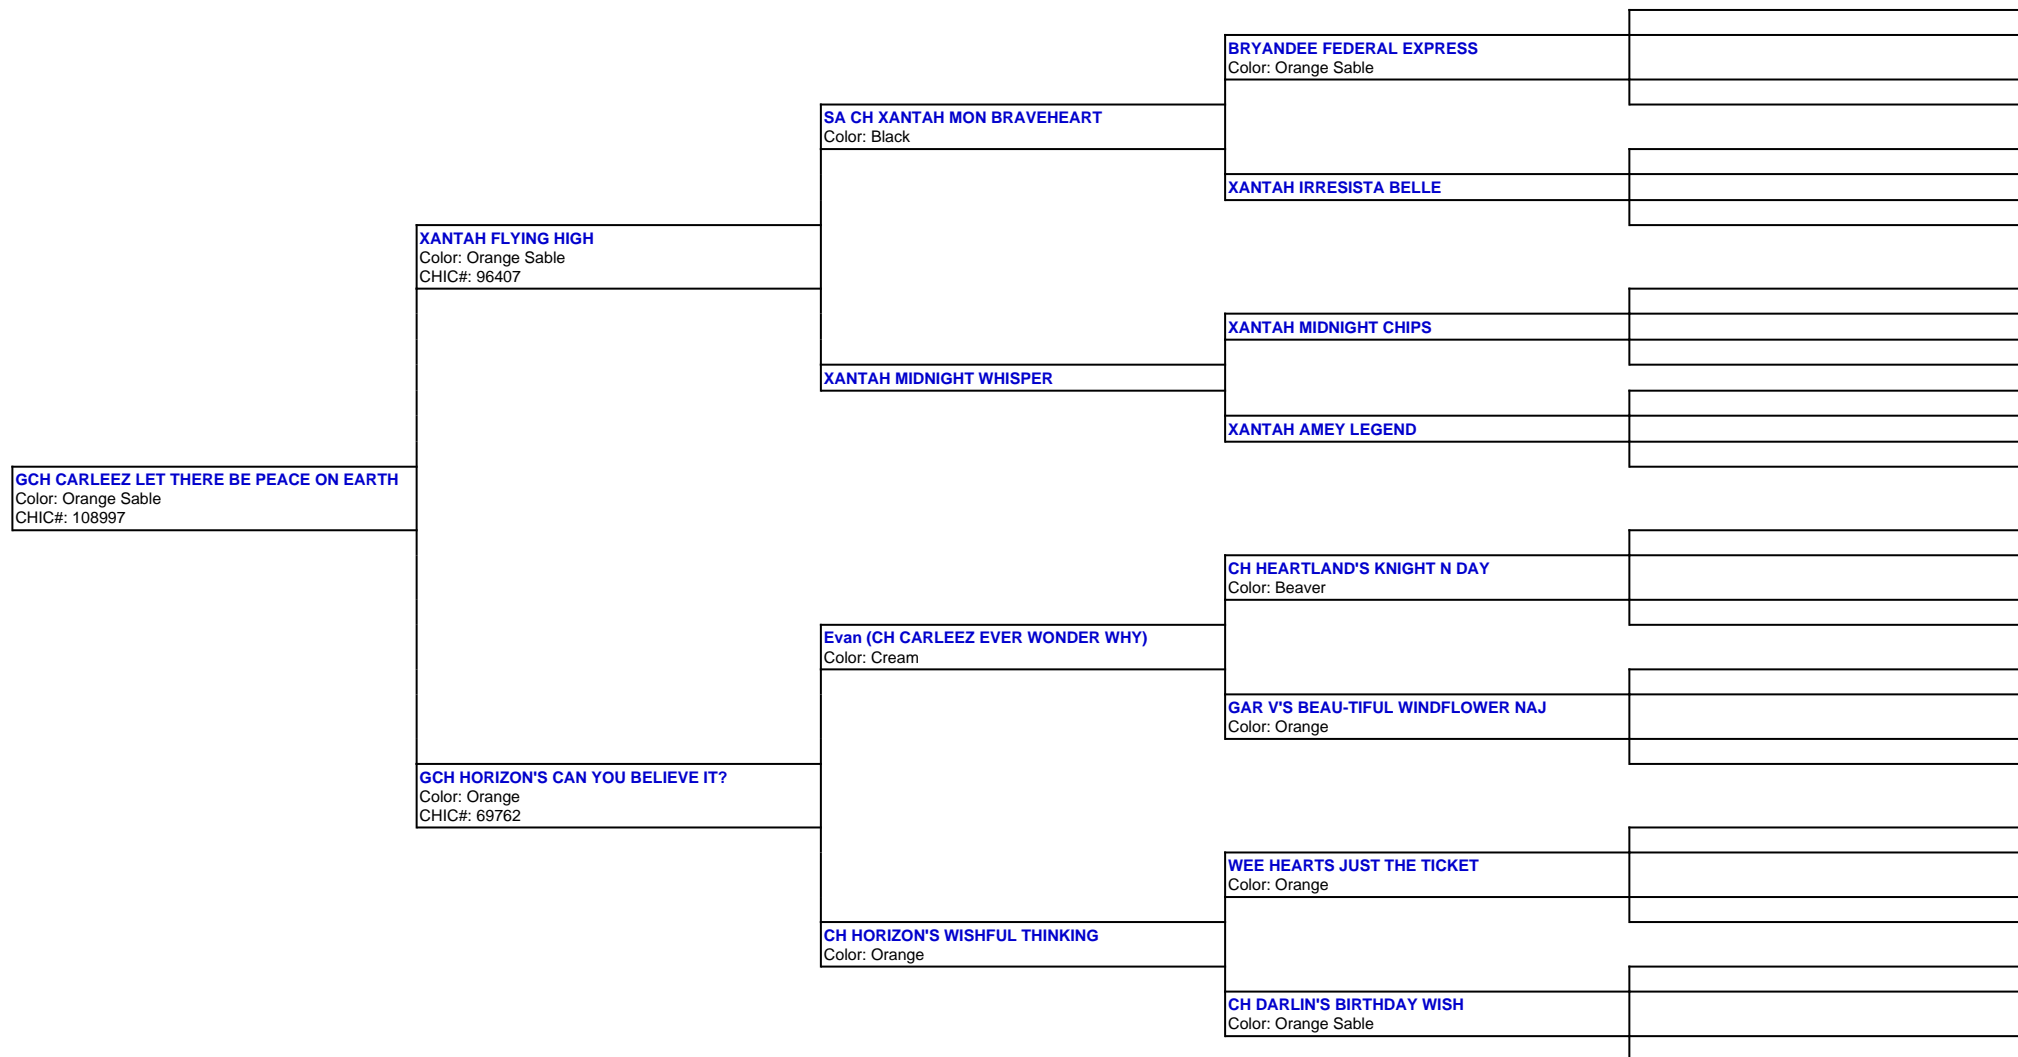 BRYANDEE FEDERAL EXPRESS
Color: Orange Sable
SA CH XANTAH MON BRAVEHEART
Color: Black
XANTAH IRRESISTA BELLE
XANTAH FLYING HIGH
Color: Orange Sable
CHIC#: 96407
XANTAH MIDNIGHT CHIPS
XANTAH MIDNIGHT WHISPER
XANTAH AMEY LEGEND
GCH CARLEEZ LET THERE BE PEACE ON EARTH
Color: Orange Sable
CHIC#: 108997
CH HEARTLAND'S KNIGHT N DAY
Color: Beaver
Evan (CH CARLEEZ EVER WONDER WHY)
Color: Cream
GAR V'S BEAU-TIFUL WINDFLOWER NAJ
Color: Orange
GCH HORIZON'S CAN YOU BELIEVE IT?
Color: Orange
CHIC#: 69762
WEE HEARTS JUST THE TICKET
Color: Orange
CH HORIZON'S WISHFUL THINKING
Color: Orange
CH DARLIN'S BIRTHDAY WISH
Color: Orange Sable